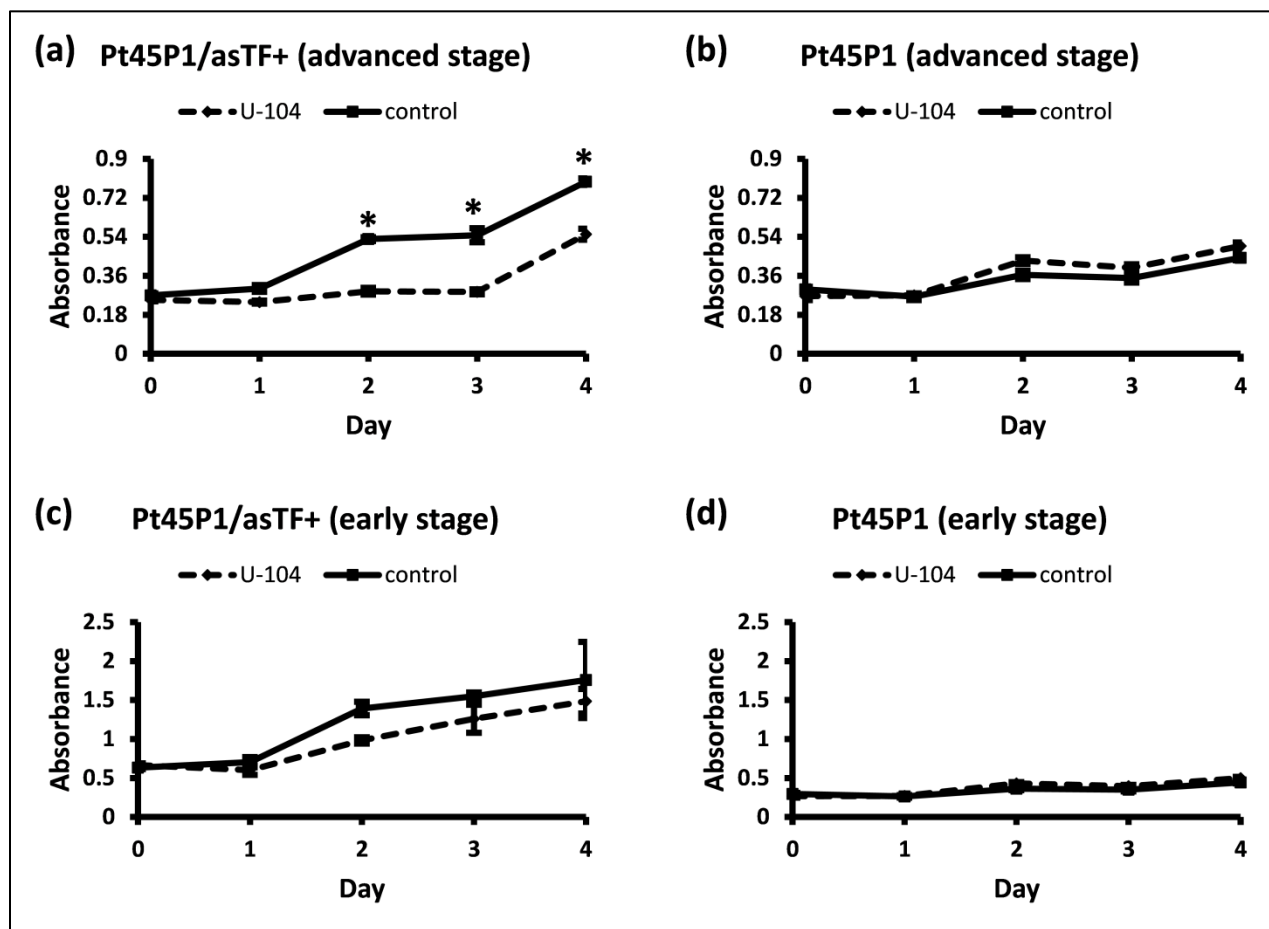 (a) Pt45P1/asTF+ (advanced stage)
U-104 control
0.9
0.72
0.54
0.36
0.18
0
Absorbance
* * *
0 1 2 3 4
Day
(b) Pt45P1 (advanced stage)
U-104 control
0.9
0.72
0.54
0.36
0.18
0
Absorbance
0 1 2 3 4
Day
(c) Pt45P1/asTF+ (early stage)
U-104 control
2.5
2
1.5
1
0.5
0
Absorbance
0 1 2 3 4
Day
(d) Pt45P1 (early stage)
U-104 control
2.5
2
1.5
1
0.5
0
Absorbance
0 1 2 3 4
Day